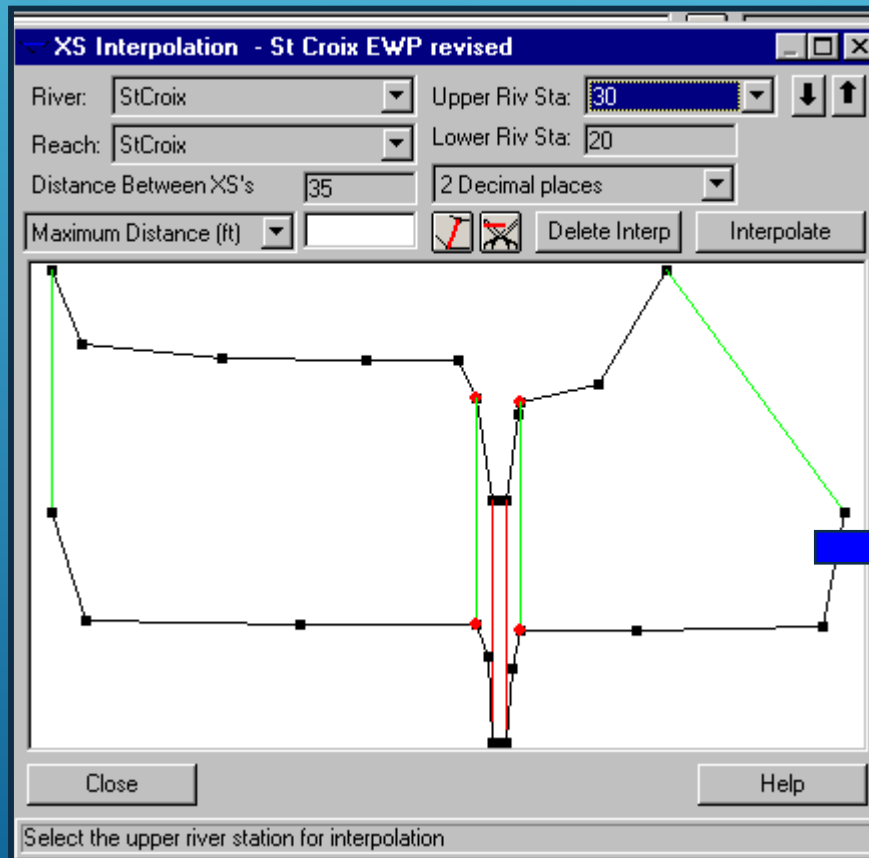 XS Interpolation - St Croix EWP revised
River: StCroix Upper Riv Sta: 30
Reach: StCroix Lower Riv Sta: 20
Distance Between XS's 35 2 Decimal places
Maximum Distance (ft) Delete Interp Interpolate
Close Help
Select the upper river station for interpolation